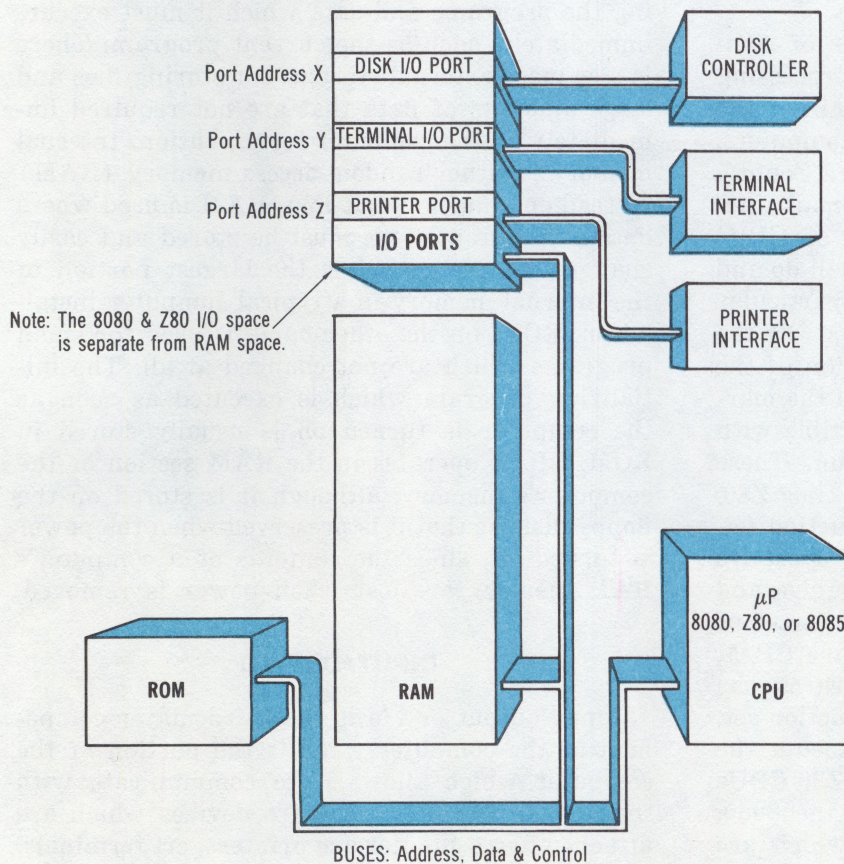 Port Address X
DISK I/O PORT
DISK
CONTROLLER
Port Address Y
TERMINAL I/O PORT
TERMINAL
INTERFACE
Port Address Z
PRINTER PORT
I/O PORTS
PRINTER
INTERFACE
Note: The 8080 & Z80 I/O space
is separate from RAM space.
μP
8080, Z80, or 8085
ROM
RAM
CPU
BUSES: Address, Data & Control